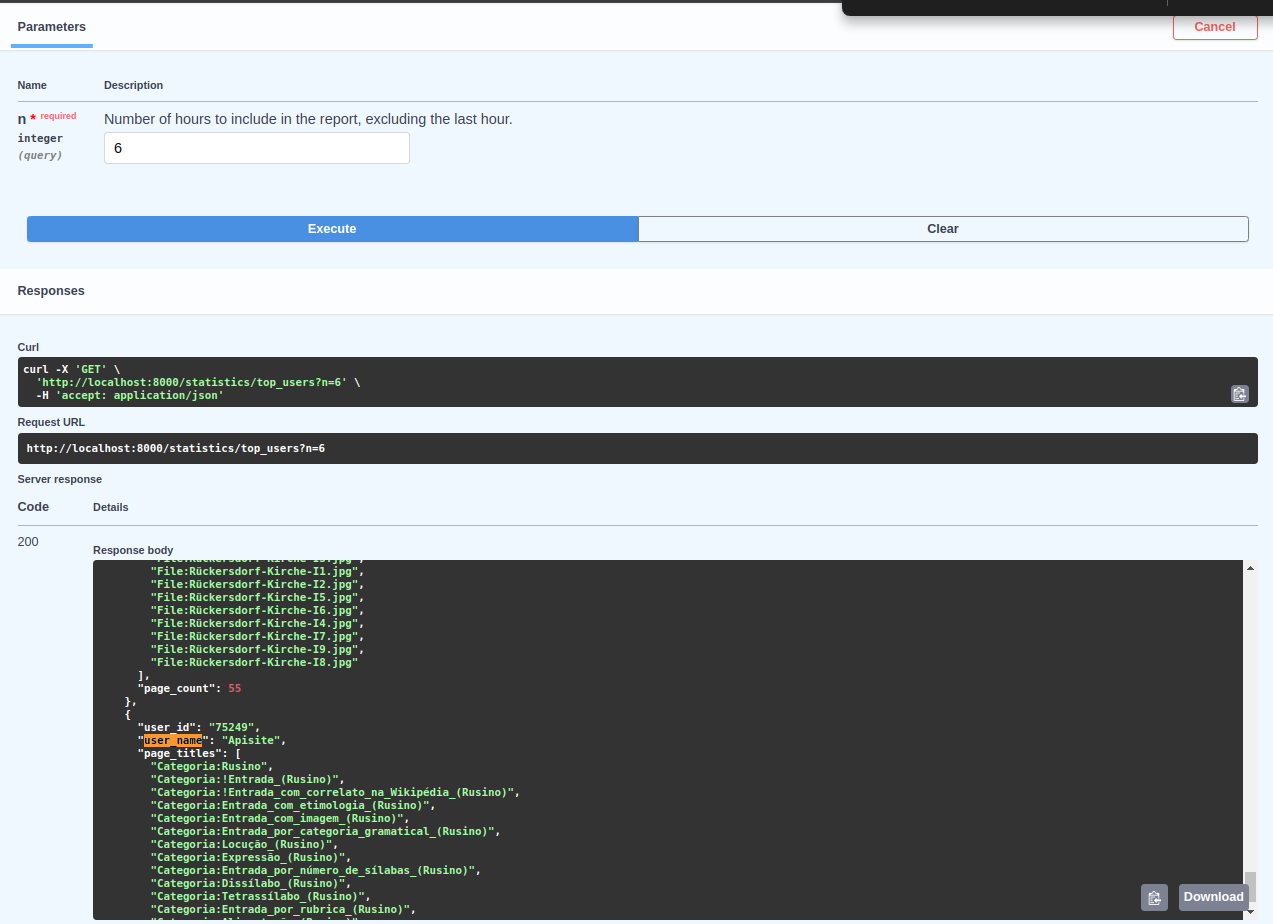 Parameters
Cancel
Name Description
n * required
Number of hours to include in the report, excluding the last hour.
integer
(query)
6
Execute
Clear
Responses
Curl
curl -X 'GET' \
'http://localhost:8000/statistics/top_users?n=6' \
-H 'accept: application/json'
Request URL
http://localhost:8000/statistics/top_users?n=6
Server response
Code Details
200
Response body
"File:Rückersdorf-Kirche-I3.jpg",
"File:Rückersdorf-Kirche-I1.jpg",
"File:Rückersdorf-Kirche-I2.jpg",
"File:Rückersdorf-Kirche-I5.jpg",
"File:Rückersdorf-Kirche-I6.jpg",
"File:Rückersdorf-Kirche-I4.jpg",
"File:Rückersdorf-Kirche-I7.jpg",
"File:Rückersdorf-Kirche-I9.jpg",
"File:Rückersdorf-Kirche-I8.jpg"
],
"page_count": 55
},
{
"user_id": "75249",
"user_name": "Apisite",
"page_titles": [
"Categoria:Rusino",
"Categoria:!Entrada_(Rusino)",
"Categoria:!Entrada_com_correlato_na_Wikipédia_(Rusino)",
"Categoria:Entrada_com_etimologia_(Rusino)",
"Categoria:Entrada_com_imagem_(Rusino)",
"Categoria:Entrada_por_categoria_gramatical_(Rusino)",
"Categoria:Locução_(Rusino)",
"Categoria:Expressão_(Rusino)",
"Categoria:Entrada_por_número_de_sílabas_(Rusino)",
"Categoria:Dissílabo_(Rusino)",
"Categoria:Tetrassílabo_(Rusino)",
"Categoria:Entrada_por_rubrica_(Rusino)",
Download